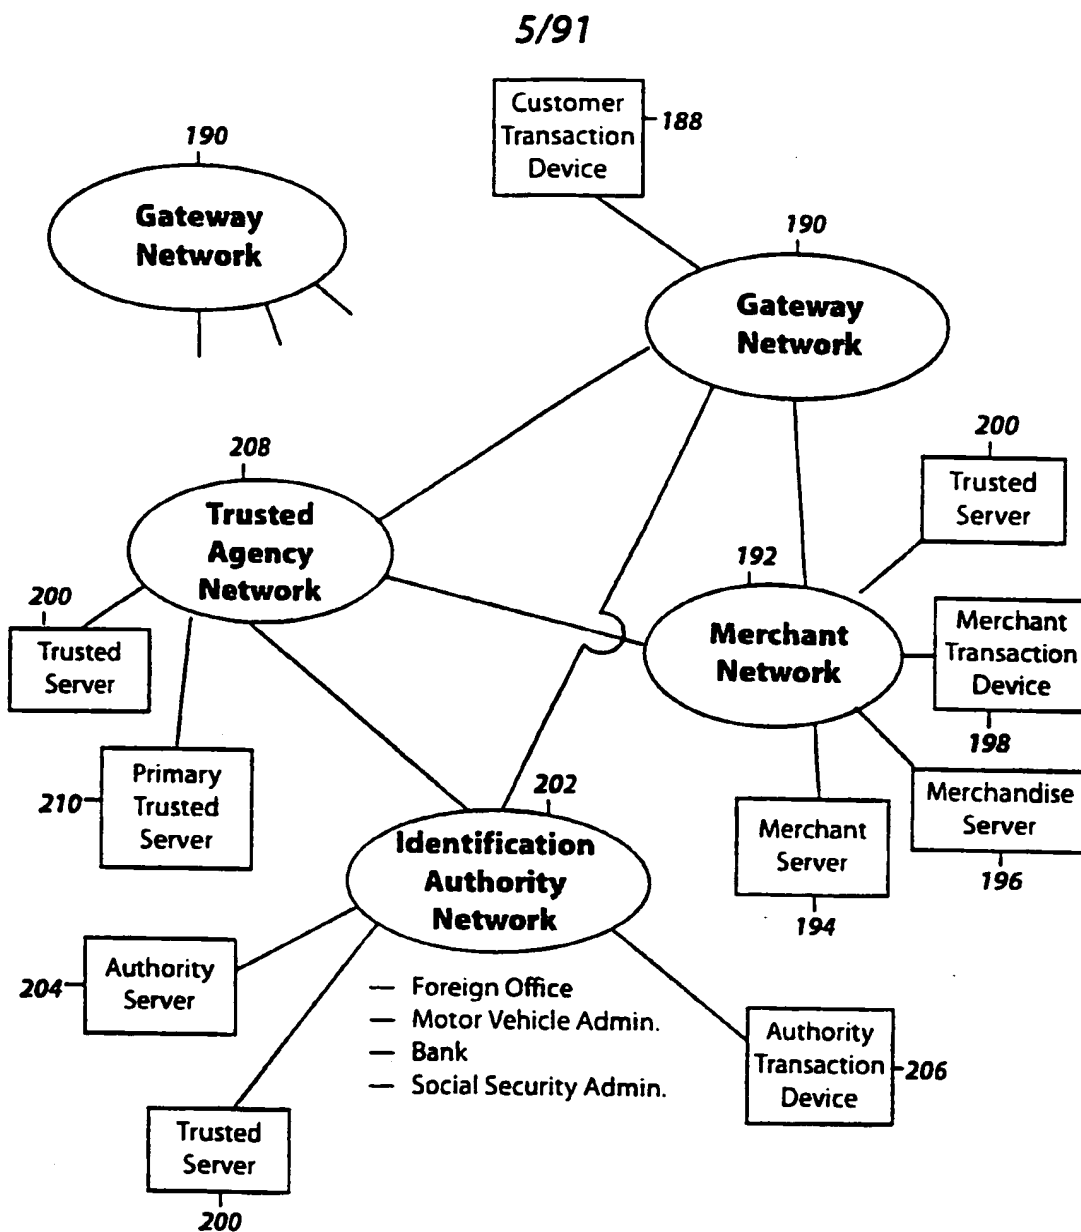 5/91
Customer
Transaction
Device
188
190
Gateway
Network
190
Gateway
Network
200
Trusted
Server
208
Trusted
Agency
Network
192
Merchant
Network
200
Trusted
Server
Merchant
Transaction
Device
198
210
Primary
Trusted
Server
202
Identification
Authority
Network
Merchant
Server
194
Merchandise
Server
196
204
Authority
Server
— Foreign Office
— Motor Vehicle Admin.
— Bank
— Social Security Admin.
Authority
Transaction
Device
206
Trusted
Server
200